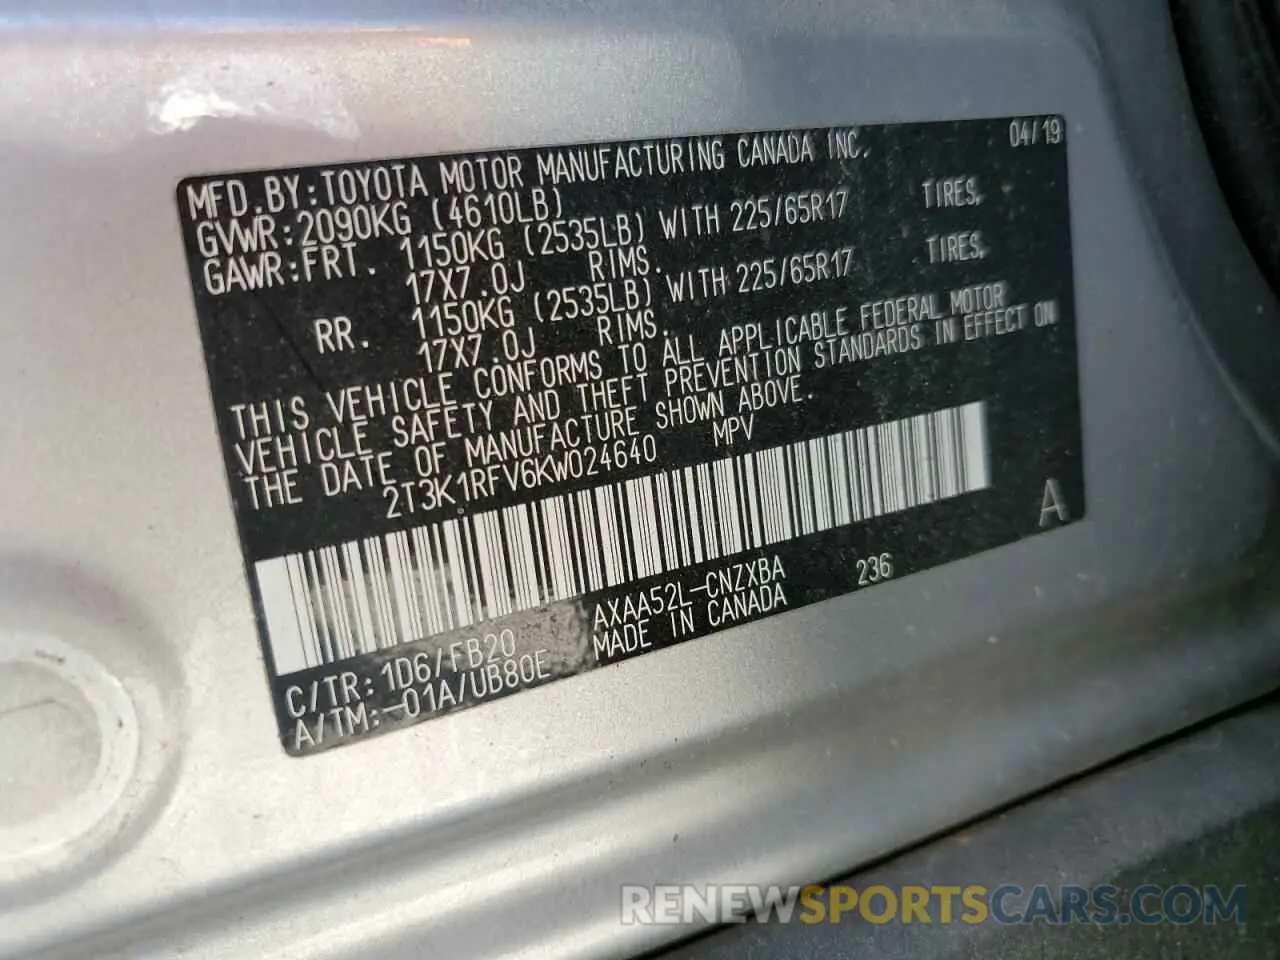 MFD.BY:TOYOTA MOTOR MANUFACTURING CANADA INC. 04/19
GVWR:2090KG (4610LB)
GAWR:FRT. 1150KG (2535LB) WITH 225/65R17 TIRES,
17X7.0J RIMS.
RR. 1150KG (2535LB) WITH 225/65R17 TIRES,
17X7.0J RIMS.
THIS VEHICLE CONFORMS TO ALL APPLICABLE FEDERAL MOTOR
VEHICLE SAFETY AND THEFT PREVENTION STANDARDS IN EFFECT ON
THE DATE OF MANUFACTURE SHOWN ABOVE.
2T3K1RFV6KW024640 MPV
A
C/TR:1D6/FB20 AXAA52L-CNZXBA 236
A/TM:-01A/UB80E MADE IN CANADA
RENEWSPORTSCARS.COM